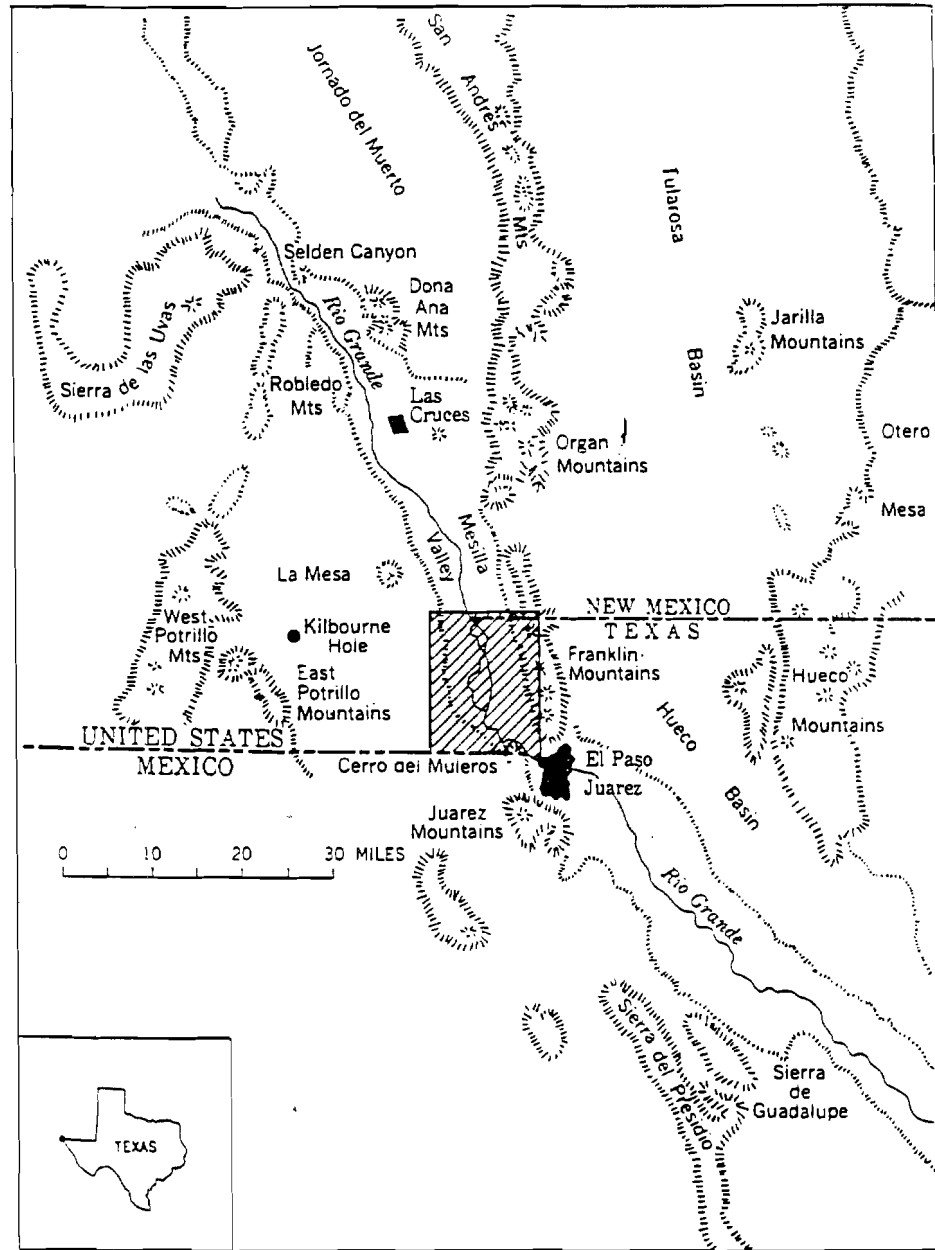 San
Andres
Mts
Jornado del Muerto
Tularosa
Basin
Selden Canyon
Dona
Ana
Mts
Rio Grande
Jarilla
Mountains
Sierra de las Uvas
Robledo
Mts
Las
Cruces
Organ
Mountains
Otero
Mesa
Mesilla
Valley
La Mesa
West
Potrillo
Mts
Kilbourne
Hole
East
Potrillo
Mountains
NEW MEXICO
TEXAS
Franklin
Mountains
Hueco
Mountains
Hueco
Basin
UNITED STATES
MEXICO
Cerro del Muleros
El Paso
Juarez
Juarez
Mountains
0 10 20 30 MILES
Rio Grande
Sierra del Presidio
Sierra
de
Guadalupe
TEXAS